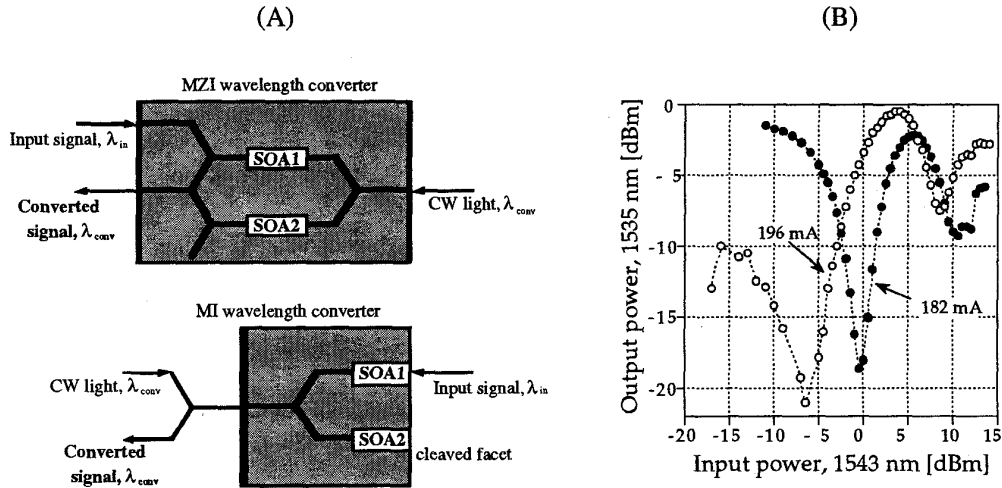 (A)
MZI wavelength converter
Input signal, λin
SOA1
Converted
signal, λconv
SOA2
CW light, λconv
MI wavelength converter
CW light, λconv
SOA1
Input signal, λin
Converted
signal, λconv
SOA2
cleaved facet
(B)
Output power, 1535 nm [dBm]
0
-5
-10
-15
-20
196 mA
182 mA
-20 -15 -10 -5 0 5 10 15
Input power, 1543 nm [dBm]